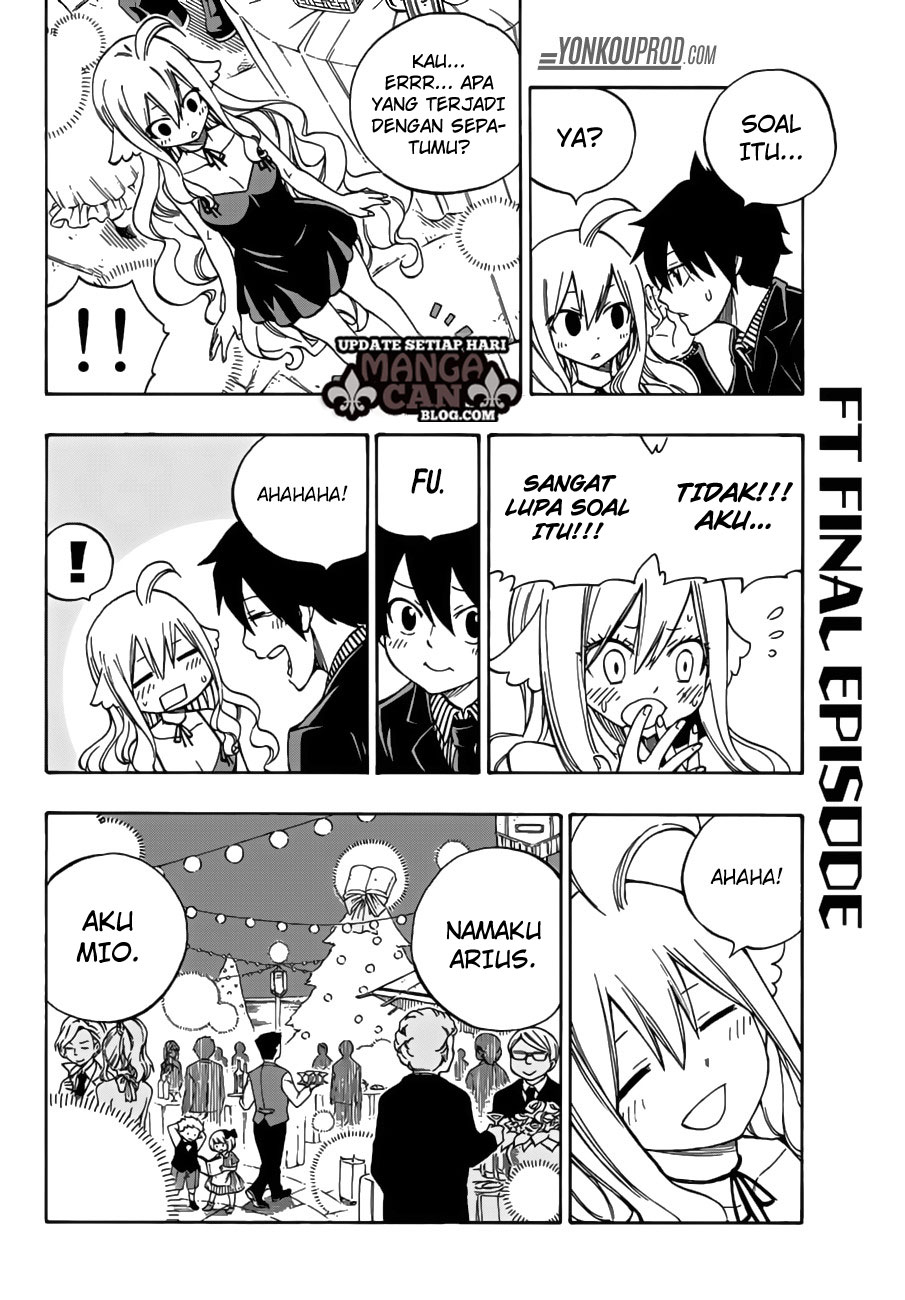 YONKOUPROD.COM
SOAL
ITU...
YA?
KAU...
ERRR... APA
YANG TERJADI
DENGAN SEPA-
TUMU?
!!
UPDATE SETIAP HARI
MANGA
CAN
BLOG.COM
TIDAK!!!
AKU...
SANGAT
LUPA SOAL
ITU!!!
FU.
AHAHAHA!
!
AHAHA!
NAMAKU
ARIUS.
AKU
MIO.
FT FINAL EPISODE